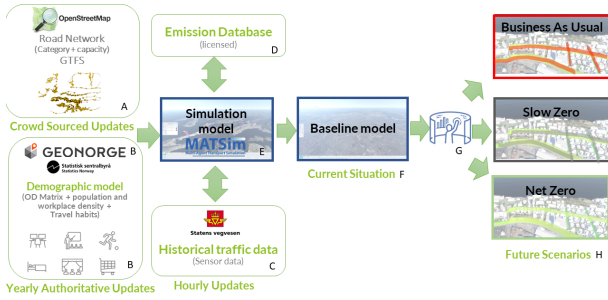 OpenStreetMap
Road Network
(Category + capacity)
GTFS
A
Crowd Sourced Updates
GEONORGE
B
Statistisk sentralbyrå
Statistics Norway
Demographic model
(OD Matrix + population and
workplace density +
Travel habits)
B
Yearly Authoritative Updates
Emission Database
(licensed)
D
Simulation
model
MATSim
E
Statens vegvesen
Historical traffic data
(Sensor data)
C
Hourly Updates
Baseline model
Current Situation F
G
Business As Usual
Slow Zero
Net Zero
Future Scenarios H